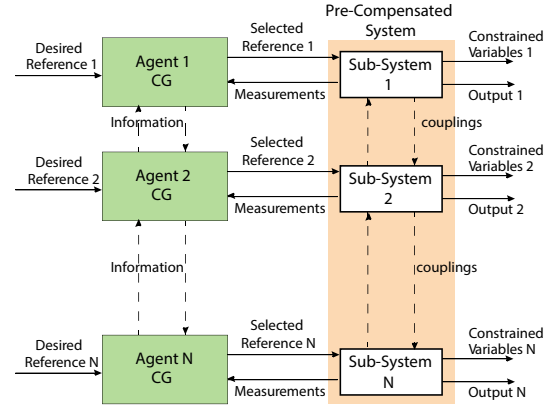 Pre-Compensated
System
Desired
Reference 1
Agent 1
CG
Selected
Reference 1
Measurements
Sub-System
1
Constrained
Variables 1
Output 1
Information
couplings
Desired
Reference 2
Agent 2
CG
Selected
Reference 2
Measurements
Sub-System
2
Constrained
Variables 2
Output 2
Information
couplings
Desired
Reference N
Agent N
CG
Selected
Reference N
Measurements
Sub-System
N
Constrained
Variables N
Output N